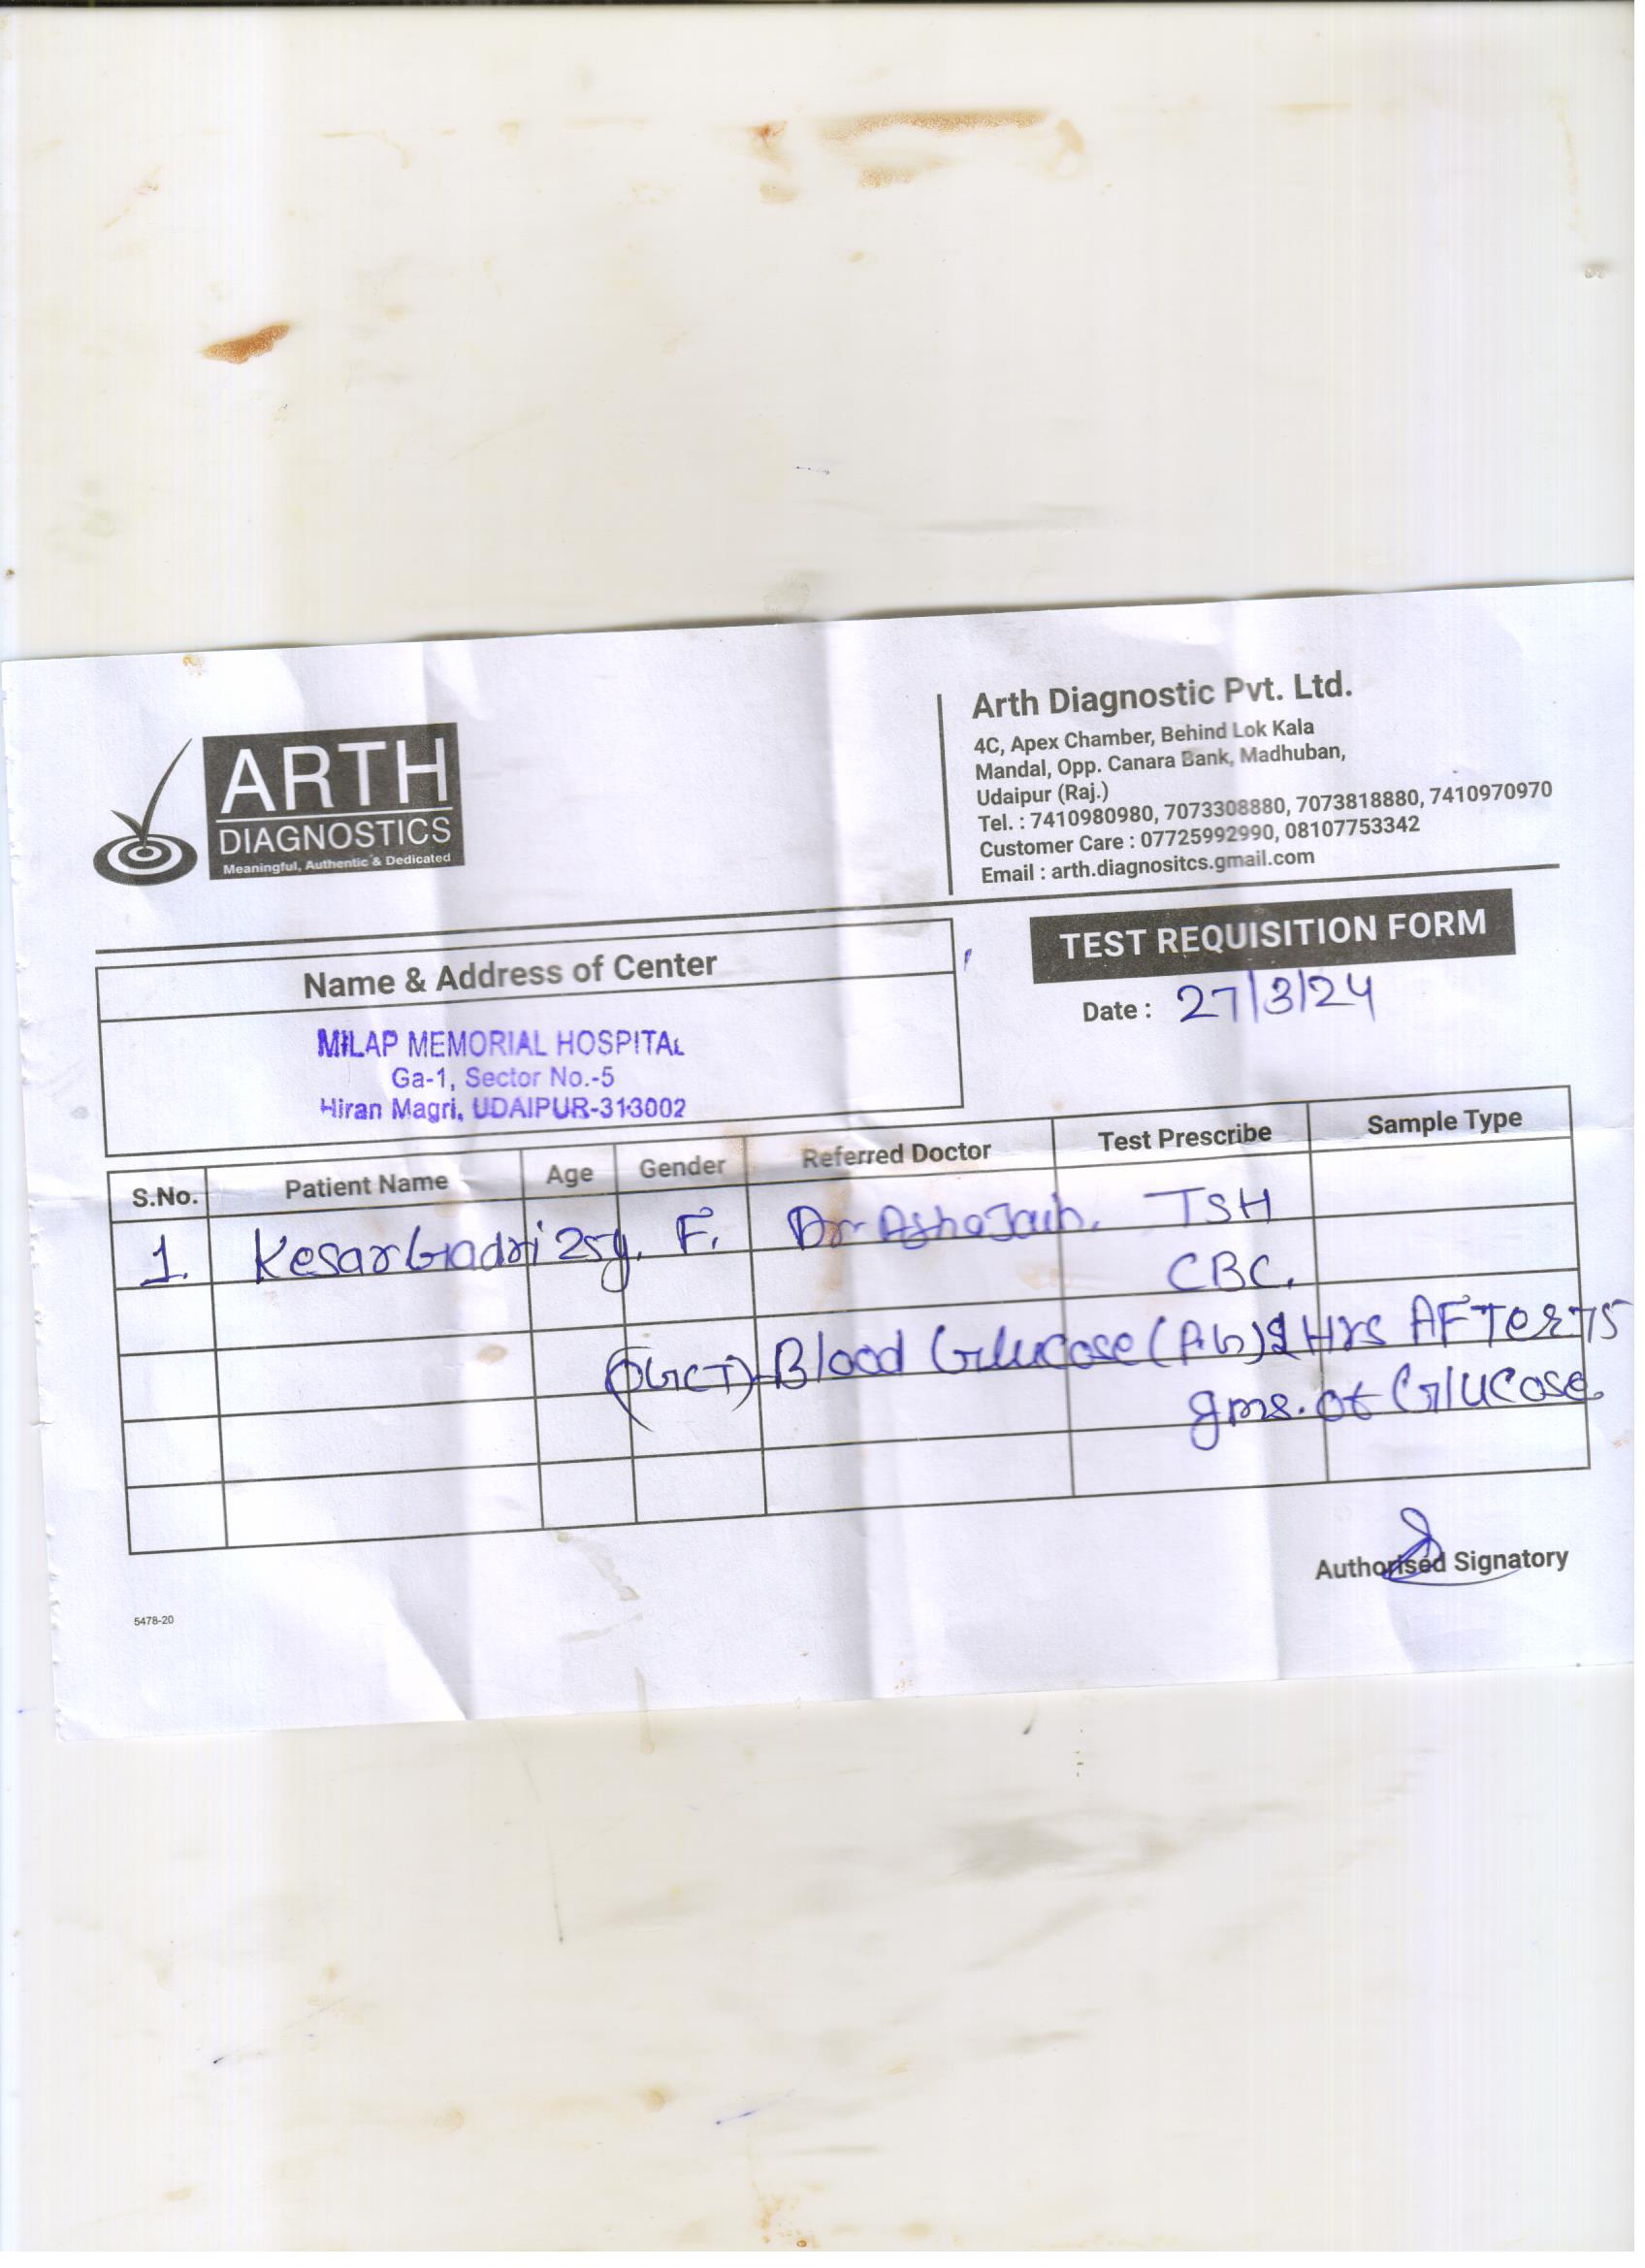 ARTH
DIAGNOSTICS
Meaningful, Authentic & Dedicated
Arth Diagnostic Pvt. Ltd.
4C, Apex Chamber, Behind Lok Kala
Mandal, Opp. Canara Bank, Madhuban,
Udaipur (Raj.)
Tel. : 7410980980, 7073308880, 7073818880, 7410970970
Customer Care : 07725992990, 08107753342
Email : arth.diagnositcs.gmail.com
TEST REQUISITION FORM
Date : 27/3/24
Name & Address of Center
MILAP MEMORIAL HOSPITAL
Ga-1, Sector No.-5
Hiran Magri, UDAIPUR-313002
S.No. Patient Name Age Gender Referred Doctor Test Prescribe Sample Type
1. Kesar Gadri 25y. F. Dr Asha Jain. TSH
CBC.
Blood Glucose 2 Hrs AFTER 75
gms. of Glucose.
Authorised Signatory
5478-20